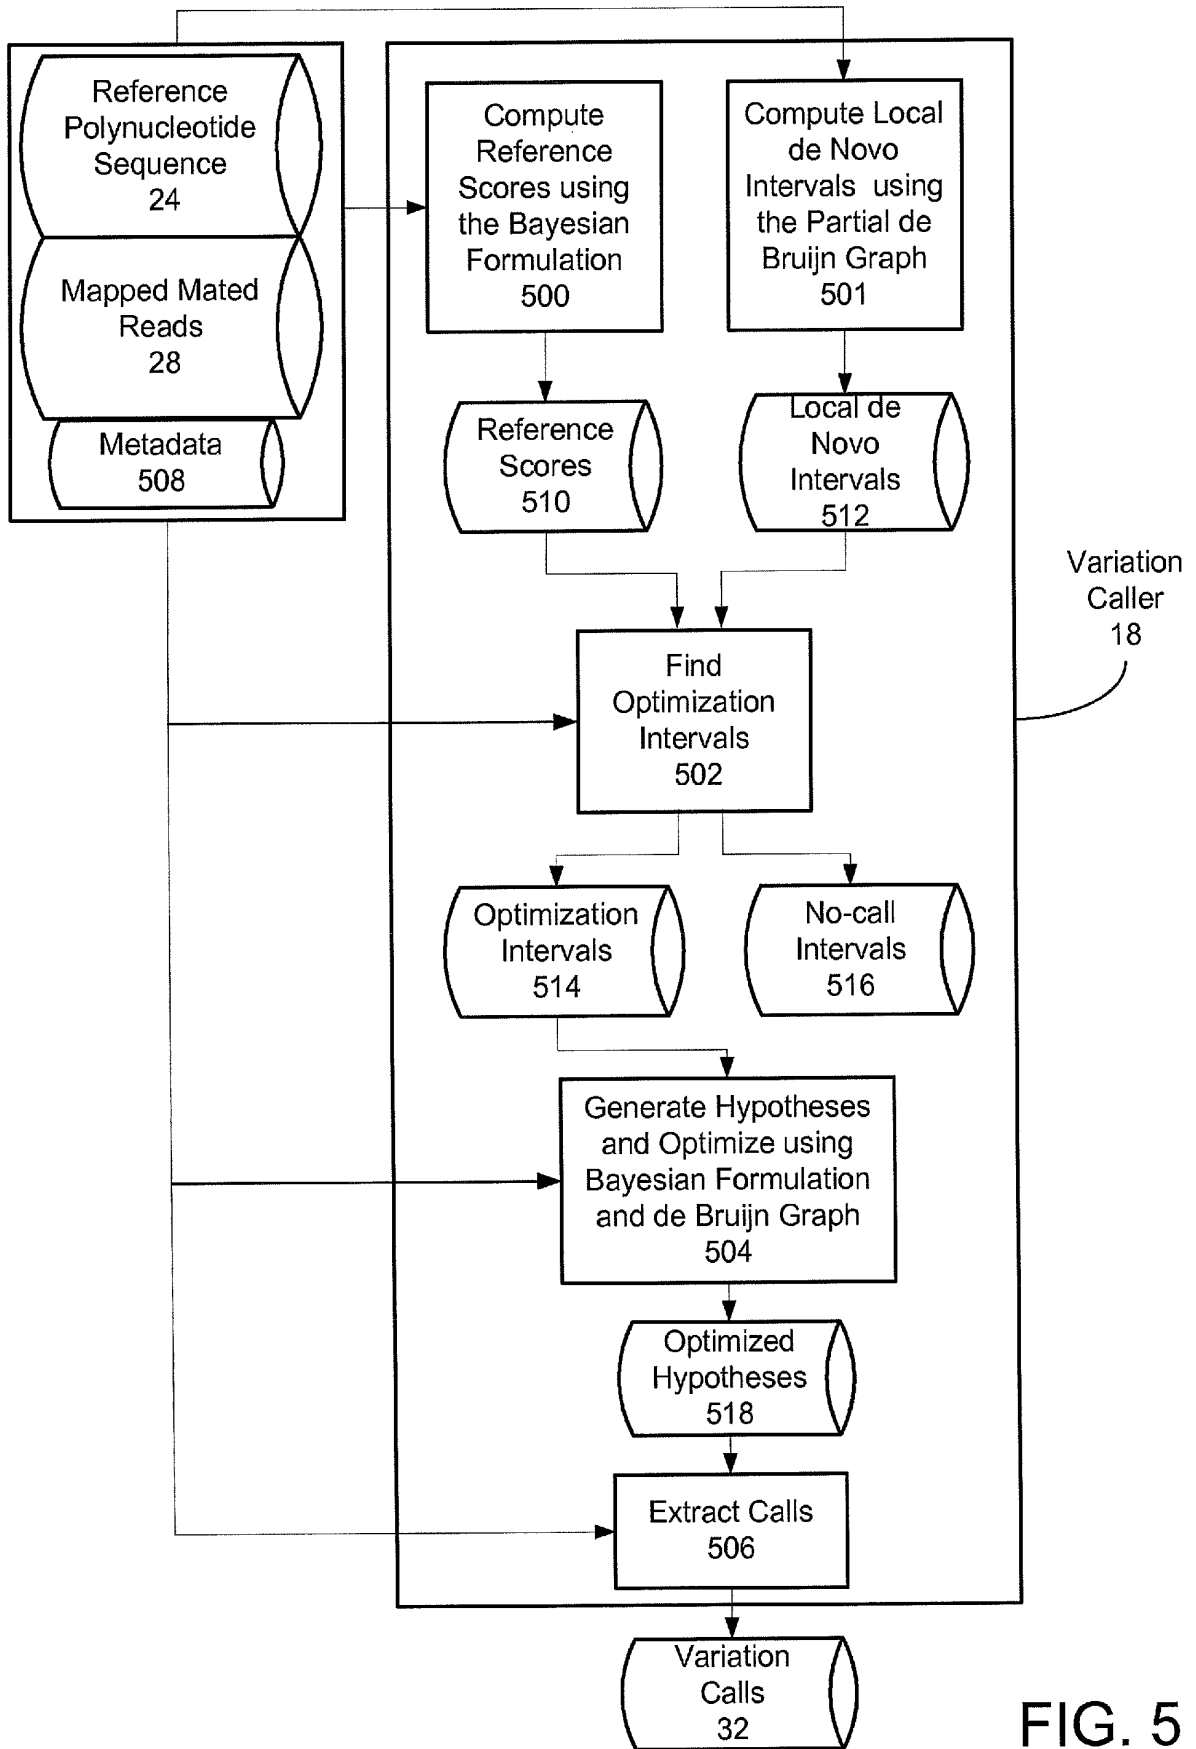 Reference
Polynucleotide
Sequence
24
Mapped Mated
Reads
28
Metadata
508
Compute
Reference
Scores using
the Bayesian
Formulation
500
Compute Local
de Novo
Intervals using
the Partial de
Bruijn Graph
501
Reference
Scores
510
Local de
Novo
Intervals
512
Variation
Caller
18
Find
Optimization
Intervals
502
Optimization
Intervals
514
No-call
Intervals
516
Generate Hypotheses
and Optimize using
Bayesian Formulation
and de Bruijn Graph
504
Optimized
Hypotheses
518
Extract Calls
506
Variation
Calls
32
FIG. 5